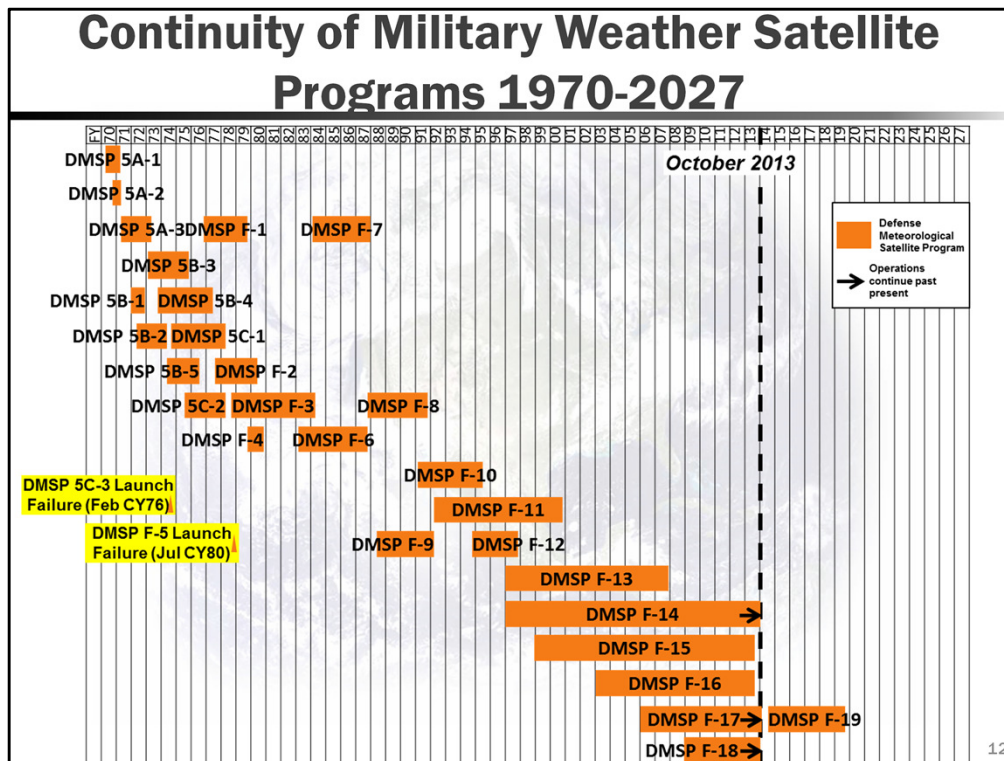 Continuity of Military Weather Satellite
Programs 1970-2027
FY 70 71 72 73 74 75 76 77 78 79 80 81 82 83 84 85 86 87 88 89 90 91 92 93 94 95 96 97 98 99 00 01 02 03 04 05 06 07 08 09 10 11 12 13 14 15 16 17 18 19 20 21 22 23 24 25 26 27
DMSP 5A-1
October 2013
DMSP 5A-2
DMSP 5A-3 DMSP F-1 DMSP F-7
Defense
Meteorological
Satellite Program
Operations
continue past
present
DMSP 5B-3
DMSP 5B-1 DMSP 5B-4
DMSP 5B-2 DMSP 5C-1
DMSP 5B-5 DMSP F-2
DMSP 5C-2 DMSP F-3 DMSP F-8
DMSP F-4 DMSP F-6
DMSP F-10
DMSP 5C-3 Launch
Failure (Feb CY76)
DMSP F-11
DMSP F-5 Launch
Failure (Jul CY80)
DMSP F-9 DMSP F-12
DMSP F-13
DMSP F-14
DMSP F-15
DMSP F-16
DMSP F-17 DMSP F-19
DMSP F-18
12